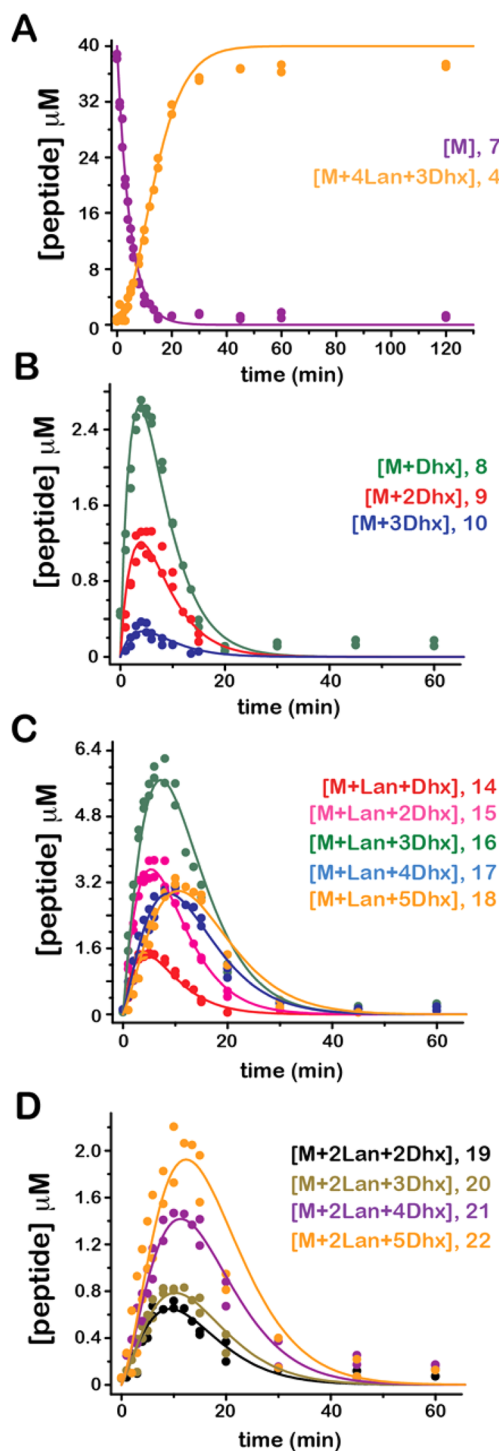 A
40
32
24
16
8
0
[peptide] µM
[M], 7
[M+4Lan+3Dhx], 4
0 20 40 60 80 100 120
time (min)
B
2.4
1.6
0.8
0
[peptide] µM
[M+Dhx], 8
[M+2Dhx], 9
[M+3Dhx], 10
0 20 40 60
time (min)
C
6.4
4.8
3.2
1.6
0
[peptide] µM
[M+Lan+Dhx], 14
[M+Lan+2Dhx], 15
[M+Lan+3Dhx], 16
[M+Lan+4Dhx], 17
[M+Lan+5Dhx], 18
0 20 40 60
time (min)
D
2.0
1.6
1.2
0.8
0.4
0
[peptide] µM
[M+2Lan+2Dhx], 19
[M+2Lan+3Dhx], 20
[M+2Lan+4Dhx], 21
[M+2Lan+5Dhx], 22
0 20 40 60
time (min)